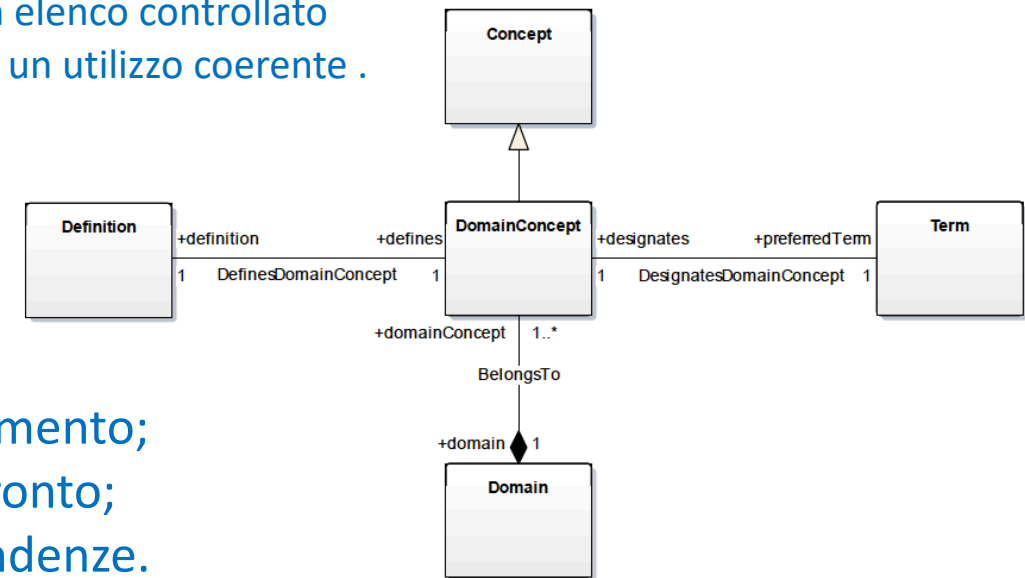 elenco controllato
un utilizzo coerente .
Concept
Definition
DomainConcept
Term
+definition
+defines
+designates
+preferredTerm
1
DefinesDomainConcept
1
1
DesignatesDomainConcept
1
+domainConcept
1..*
BelongsTo
+domain
1
Domain
mento;
onto;
denze.